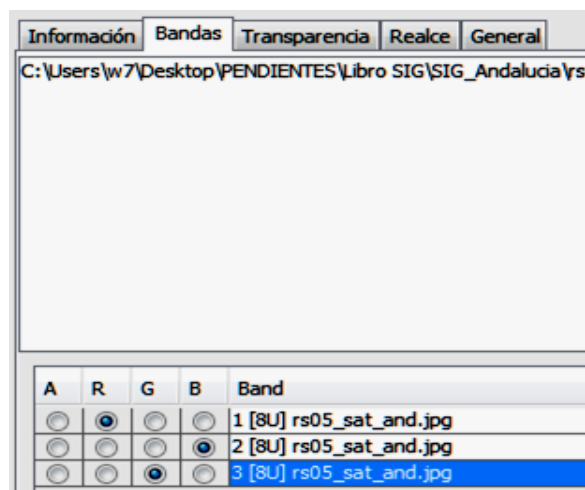 Información Bandas Transparencia Realce General
C:\Users\w7\Desktop\PENDIENTES\Libro SIG\SIG_Andalucia\rs
A R G B Band
1 [8U] rs05_sat_and.jpg
2 [8U] rs05_sat_and.jpg
3 [8U] rs05_sat_and.jpg